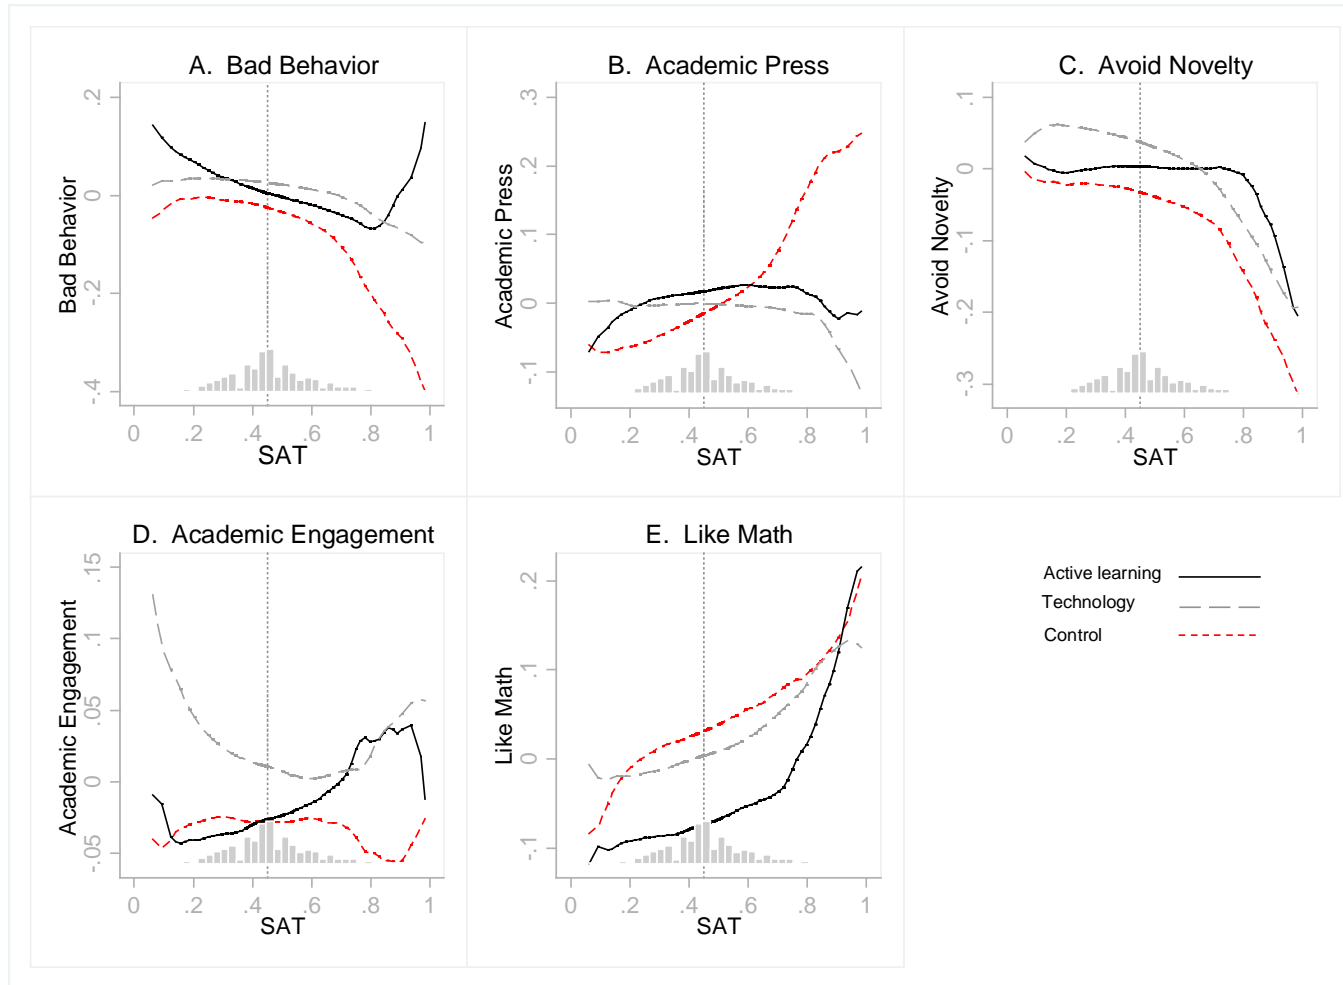 A. Bad Behavior
Bad Behavior
.2
0
-.2
-.4
0 .2 .4 .6 .8 1
SAT
B. Academic Press
Academic Press
.3
.2
.1
0
-.1
0 .2 .4 .6 .8 1
SAT
C. Avoid Novelty
Avoid Novelty
.1
0
-.1
-.2
-.3
0 .2 .4 .6 .8 1
SAT
D. Academic Engagement
Academic Engagement
.15
.1
.05
0
-.05
0 .2 .4 .6 .8 1
SAT
E. Like Math
Like Math
.2
.1
0
-.1
0 .2 .4 .6 .8 1
SAT
Active learning
Technology
Control